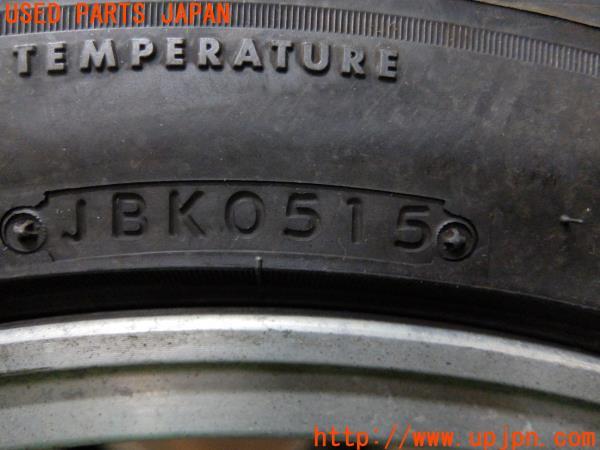 USED PARTS JAPAN
TEMPERATURE
JBK0515
http://www.upjpn.com